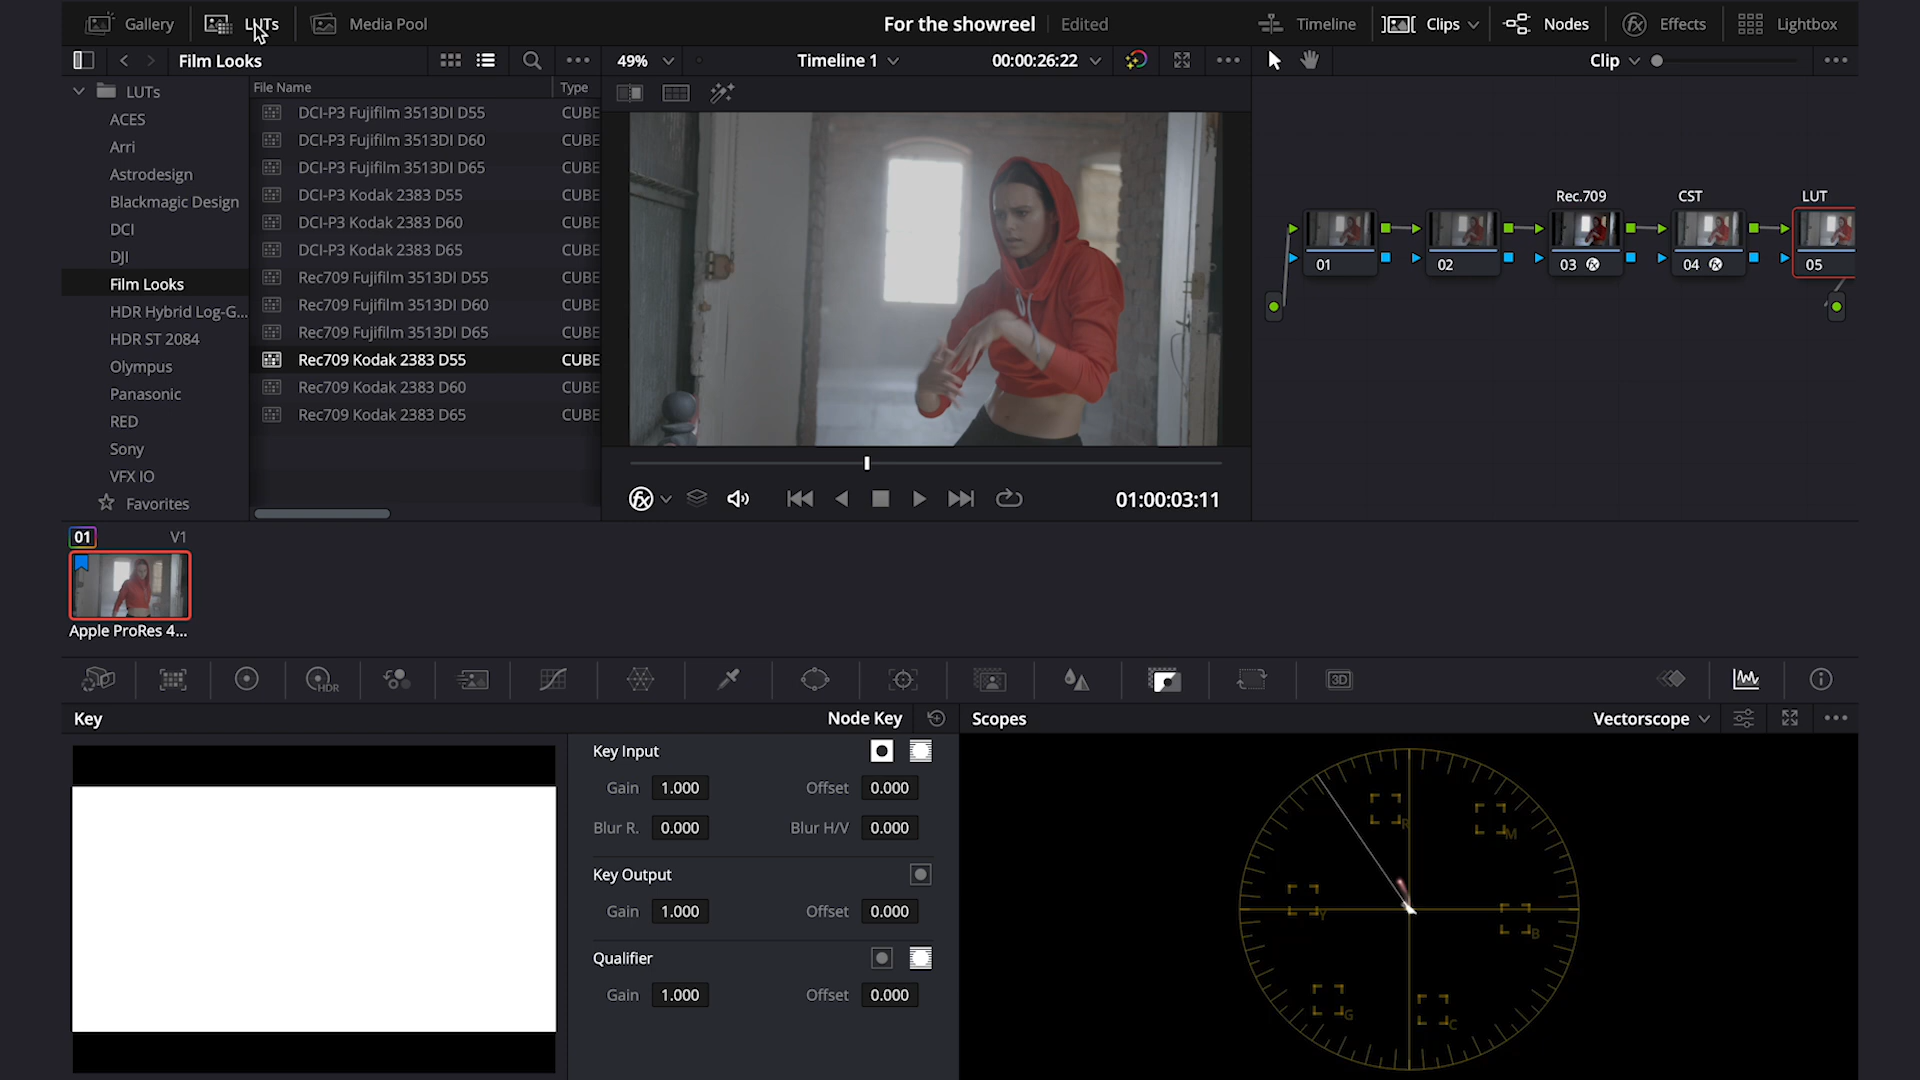 Gallery LUTs Media Pool For the showreel Edited Timeline Clips Nodes Effects Lightbox
Film Looks 49% Timeline 1 00:00:26:22 Clip
LUTs
ACES
Arri
Astrodesign
Blackmagic Design
DCI
DJI
Film Looks
HDR Hybrid Log-G...
HDR ST 2084
Olympus
Panasonic
RED
Sony
VFX IO
Favorites
File Name Type
DCI-P3 Fujifilm 3513DI D55 CUBE
DCI-P3 Fujifilm 3513DI D60 CUBE
DCI-P3 Fujifilm 3513DI D65 CUBE
DCI-P3 Kodak 2383 D55 CUBE
DCI-P3 Kodak 2383 D60 CUBE
DCI-P3 Kodak 2383 D65 CUBE
Rec709 Fujifilm 3513DI D55 CUBE
Rec709 Fujifilm 3513DI D60 CUBE
Rec709 Fujifilm 3513DI D65 CUBE
Rec709 Kodak 2383 D55 CUBE
Rec709 Kodak 2383 D60 CUBE
Rec709 Kodak 2383 D65 CUBE
fx 01:00:03:11
Rec.709 CST LUT
01 02 03 fx 04 fx 05
01 V1
Apple ProRes 4...
HDR 3D
Key Node Key
Key Input
Gain 1.000 Offset 0.000
Blur R. 0.000 Blur H/V 0.000
Key Output
Gain 1.000 Offset 0.000
Qualifier
Gain 1.000 Offset 0.000
Scopes Vectorscope
R
M
Y
B
G
C